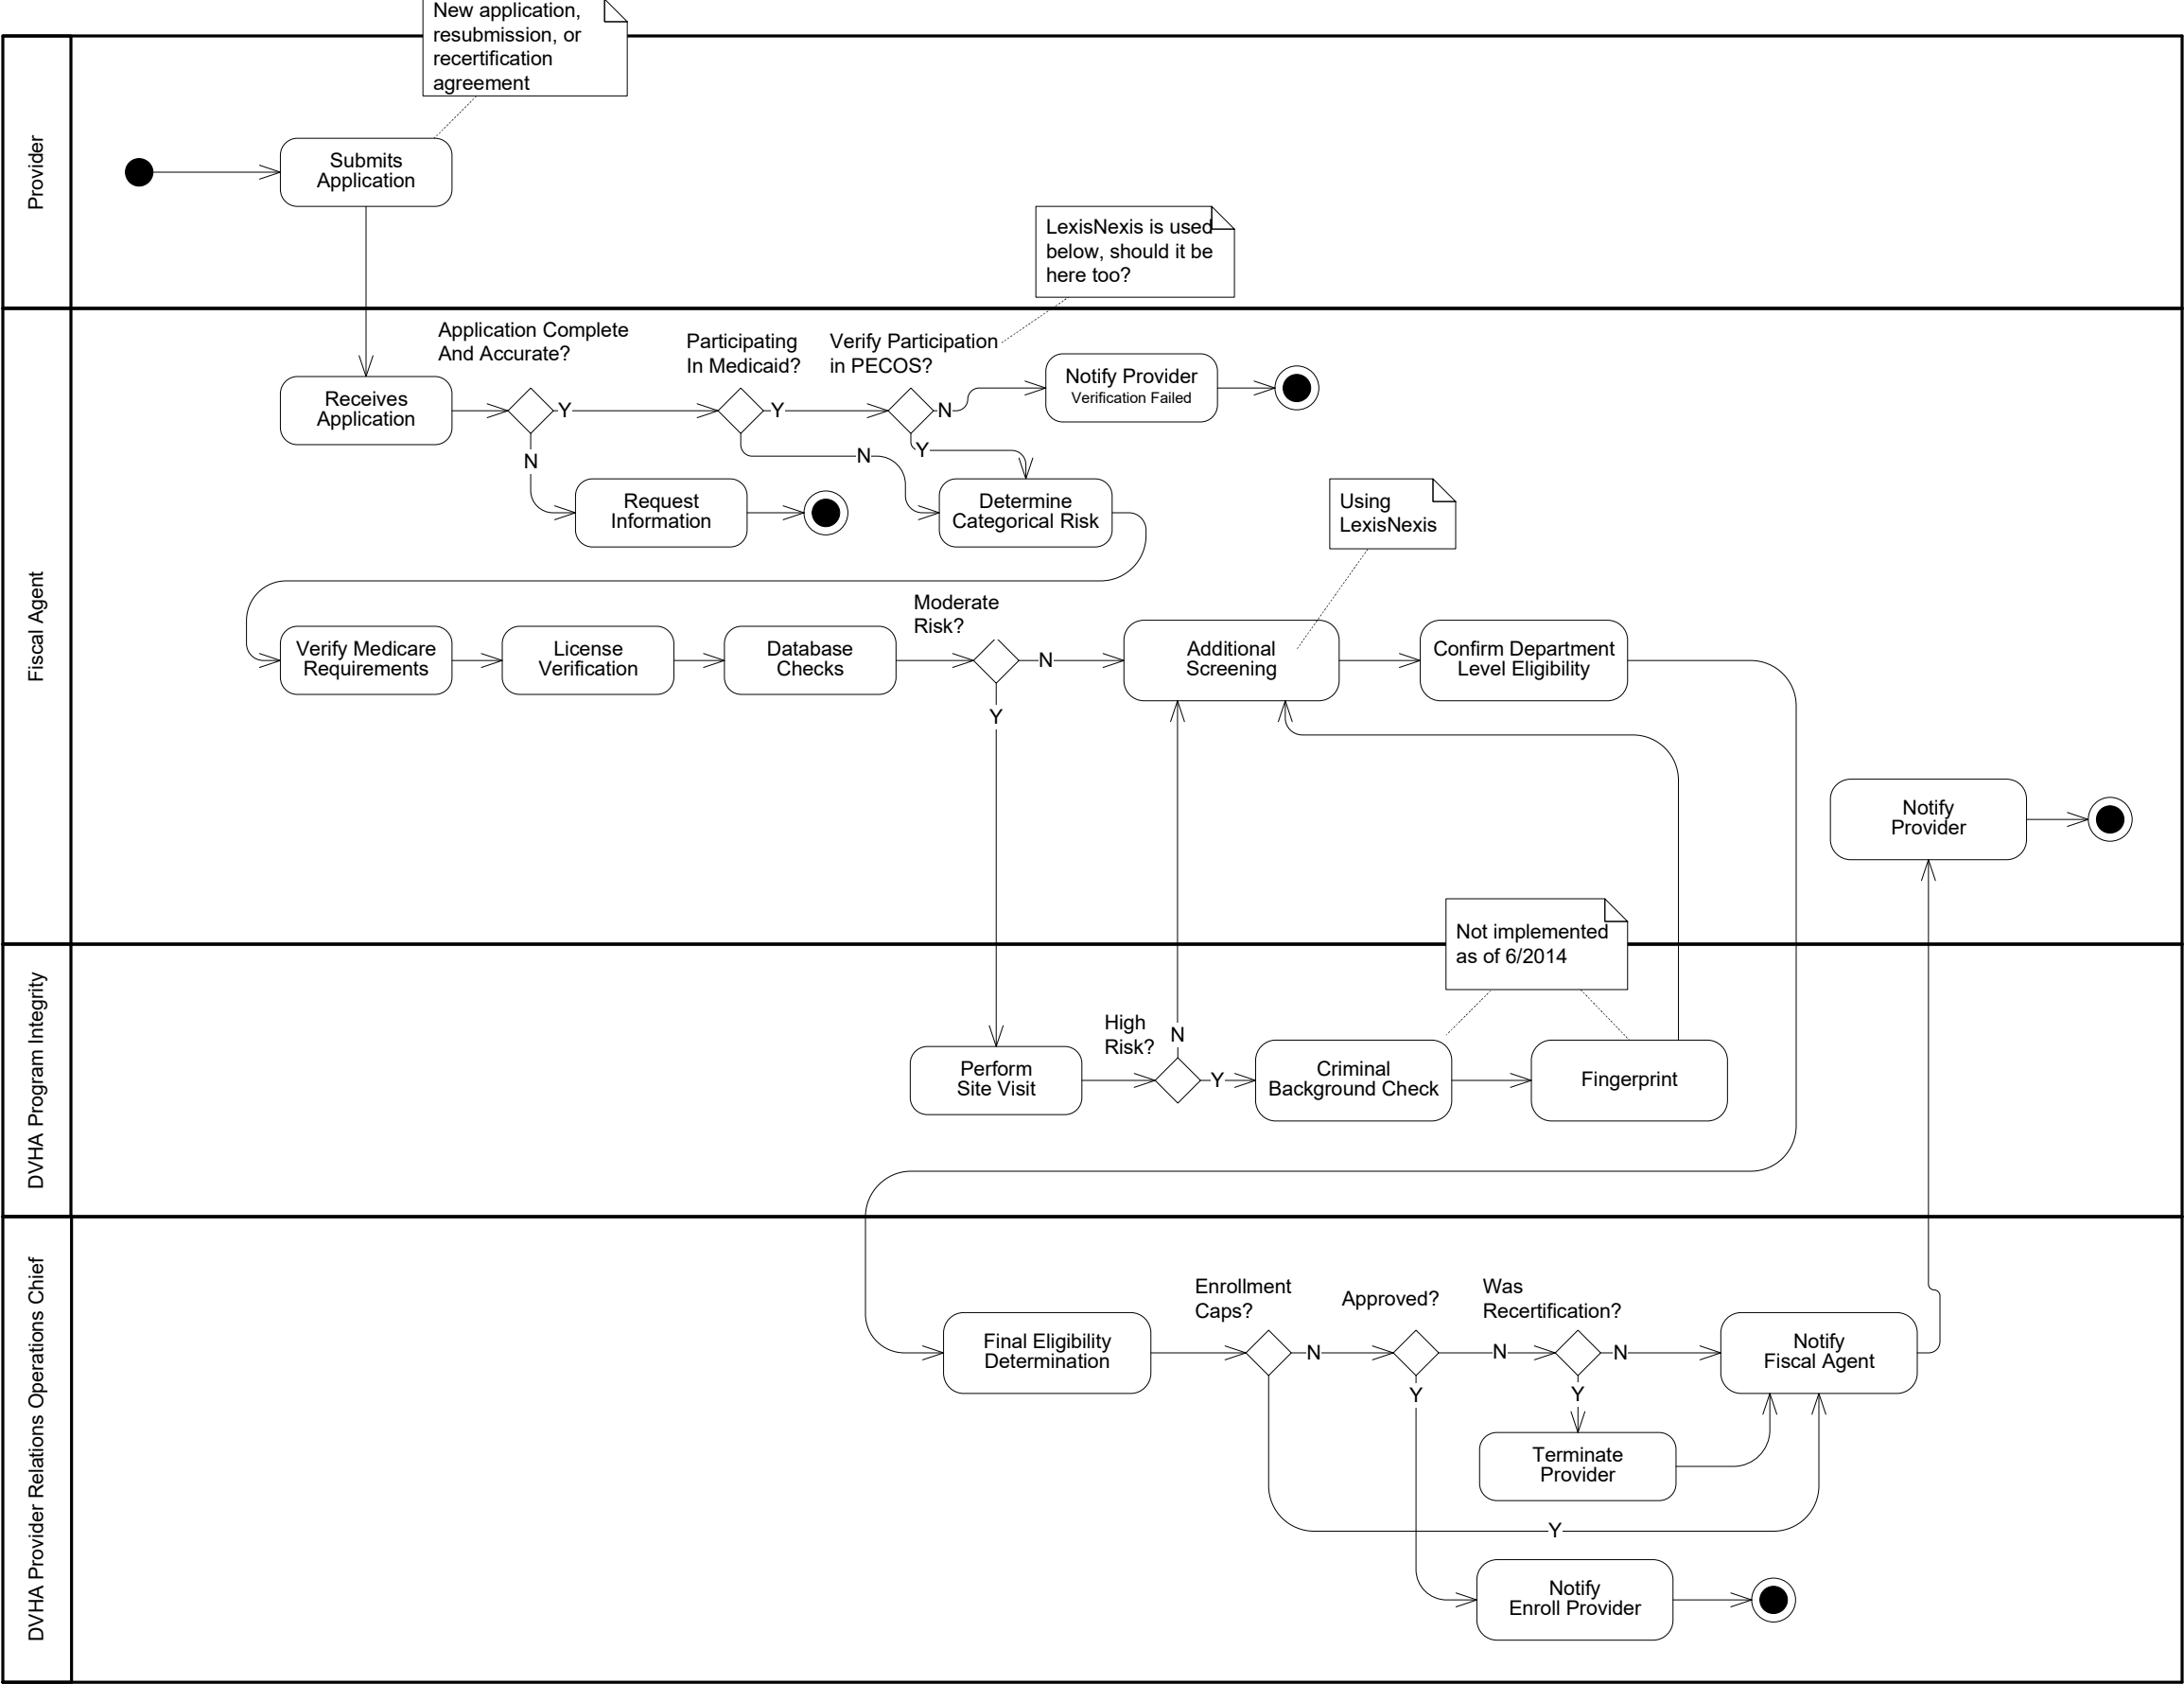 New application,
resubmission, or
recertification
agreement
Provider
Submits
Application
LexisNexis is used
below, should it be
here too?
Fiscal Agent
Application Complete
And Accurate?
Participating
In Medicaid?
Verify Participation
in PECOS?
Receives
Application
Y
Y
N
Notify Provider
Verification Failed
N
N
Y
Request
Information
Determine
Categorical Risk
Using
LexisNexis
Moderate
Risk?
Verify Medicare
Requirements
License
Verification
Database
Checks
N
Additional
Screening
Confirm Department
Level Eligibility
Y
Notify
Provider
DVHA Program Integrity
Not implemented
as of 6/2014
High
Risk?
N
Perform
Site Visit
Y
Criminal
Background Check
Fingerprint
DVHA Provider Relations Operations Chief
Enrollment
Caps?
Approved?
Was
Recertification?
Final Eligibility
Determination
N
N
N
Notify
Fiscal Agent
Y
Y
Terminate
Provider
Y
Notify
Enroll Provider